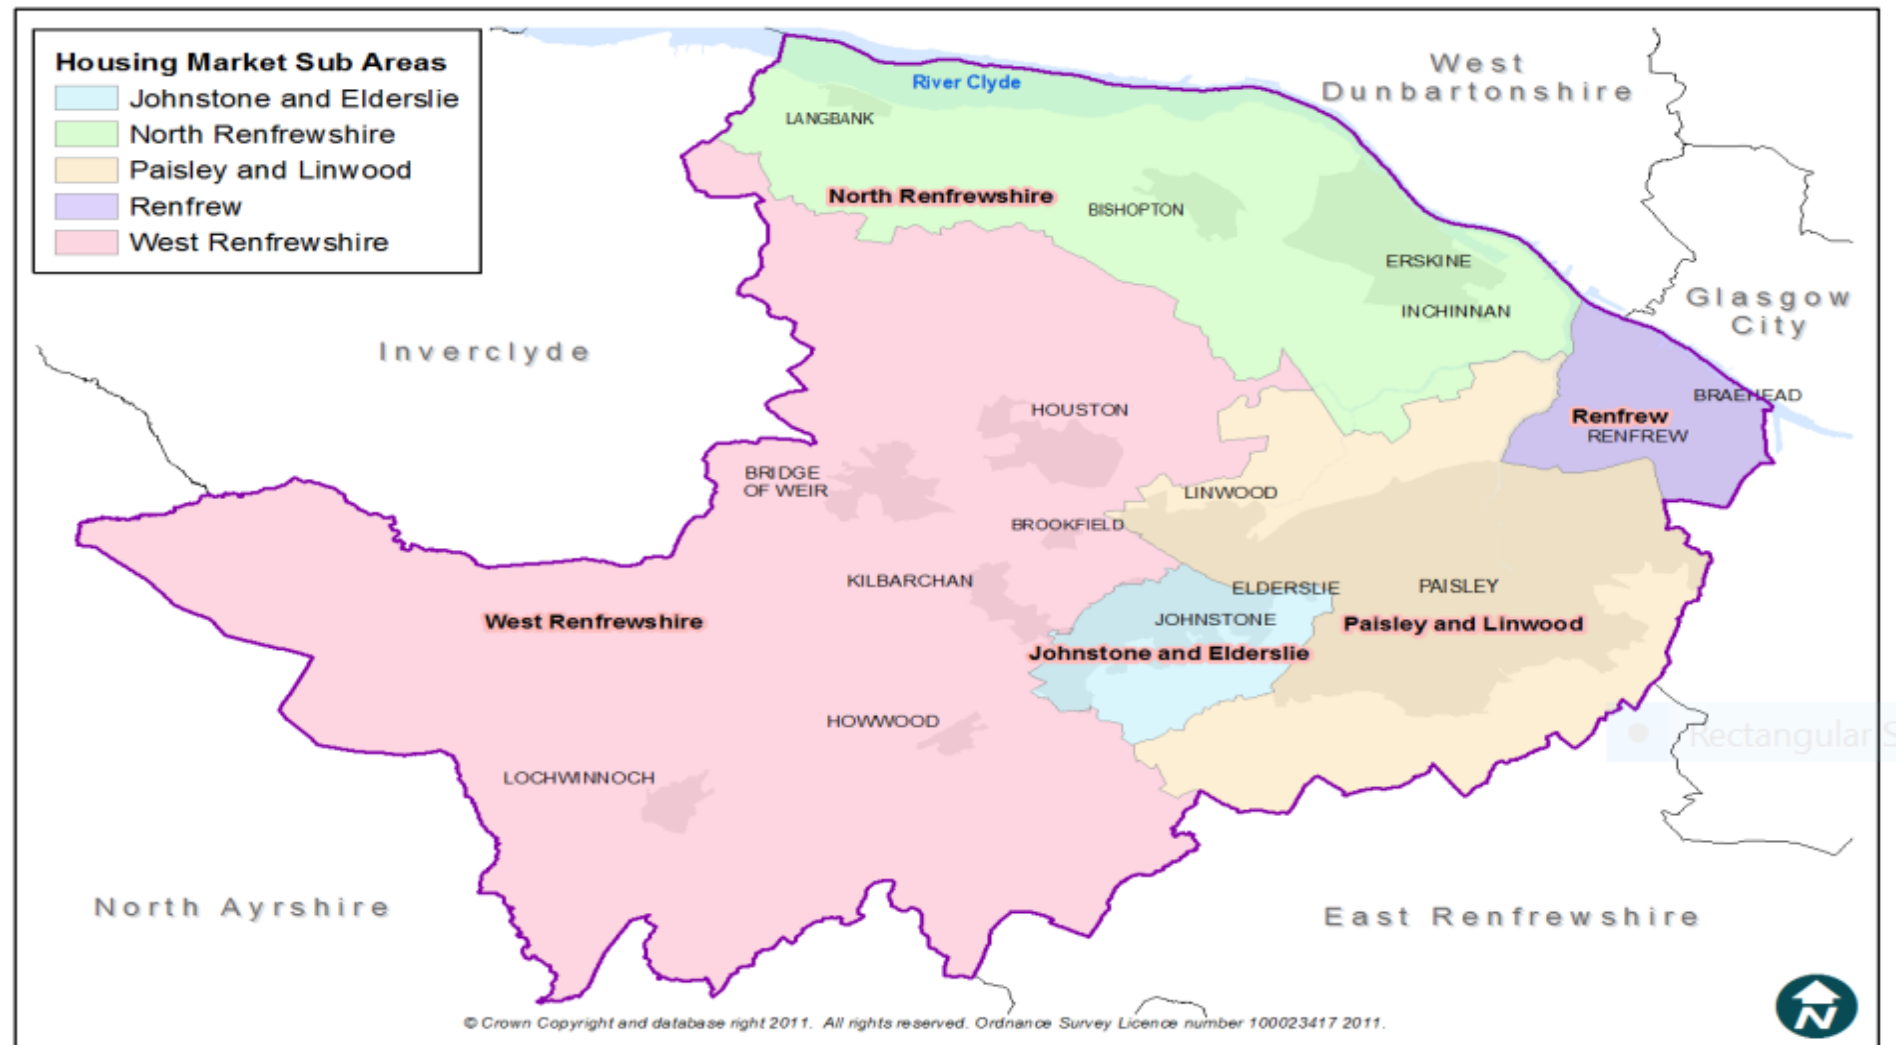 Housing Market Sub Areas
Johnstone and Elderslie
North Renfrewshire
Paisley and Linwood
Renfrew
West Renfrewshire
West
Dunbartonshire
River Clyde
LANGBANK
North Renfrewshire
BISHOPTON
ERSKINE
INCHINNAN
Glasgow
City
Inverclyde
BRAEHEAD
Renfrew
RENFREW
HOUSTON
BRIDGE
OF WEIR
LINWOOD
BROOKFIELD
KILBARCHAN
ELDERSLIE
PAISLEY
West Renfrewshire
JOHNSTONE
Paisley and Linwood
Johnstone and Elderslie
HOWWOOD
Rectangular S
LOCHWINNOCH
North Ayrshire
East Renfrewshire
N
© Crown Copyright and database right 2011. All rights reserved. Ordnance Survey Licence number 100023417 2011.